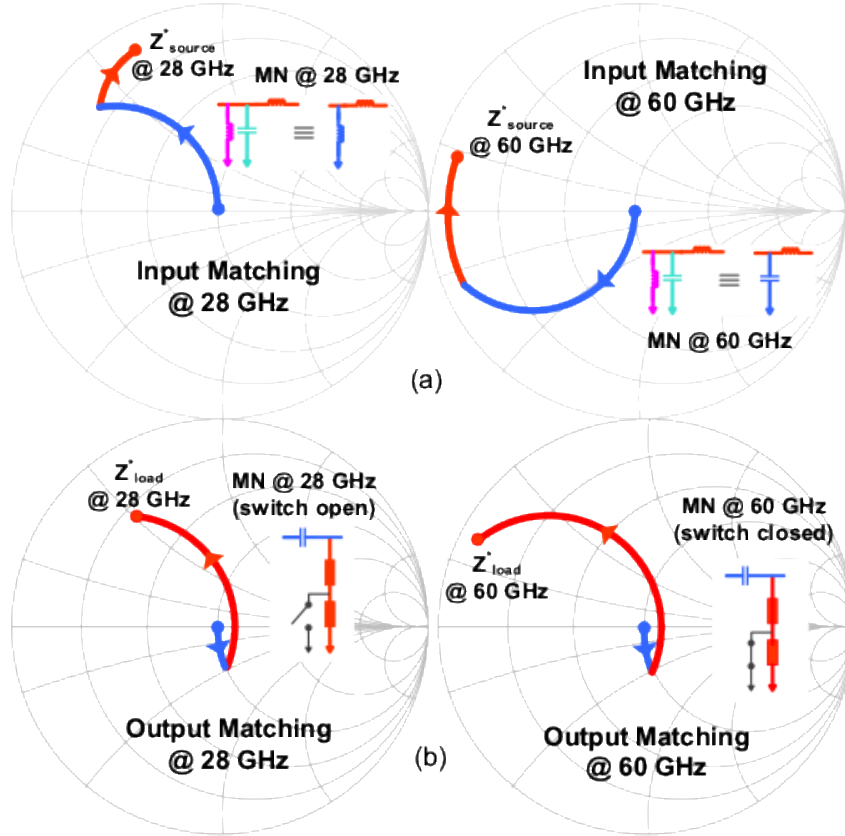 Z*source
@ 28 GHz
MN @ 28 GHz
Input Matching
@ 28 GHz
Input Matching
@ 60 GHz
Z*source
@ 60 GHz
MN @ 60 GHz
(a)
Z*load
@ 28 GHz
MN @ 28 GHz
(switch open)
Output Matching
@ 28 GHz
MN @ 60 GHz
(switch closed)
Z*load
@ 60 GHz
Output Matching
@ 60 GHz
(b)